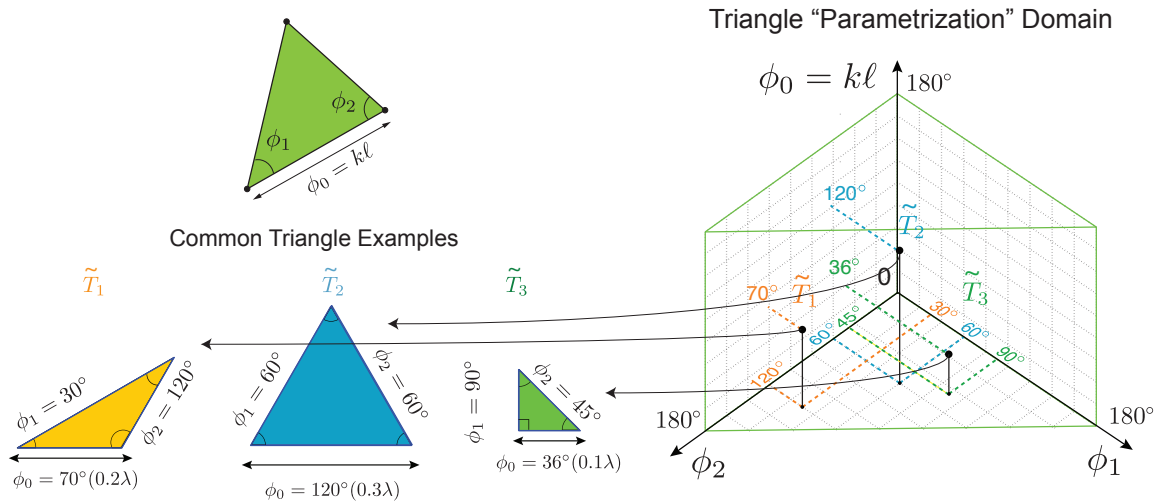 Triangle “Parametrization” Domain
ϕ₁
ϕ₂
ϕ₀ = kℓ
Common Triangle Examples
T̃₁
T̃₂
T̃₃
ϕ₁ = 30°
ϕ₂ = 120°
ϕ₀ = 70°(0.2λ)
ϕ₁ = 60°
ϕ₂ = 60°
ϕ₀ = 120°(0.3λ)
ϕ₁ = 90°
ϕ₂ = 45°
ϕ₀ = 36°(0.1λ)
ϕ₀ = kℓ
180°
120°
T̃₂
36°
0
70°
T̃₁
T̃₃
60°
45°
30°
60°
90°
120°
180°
180°
ϕ₂
ϕ₁